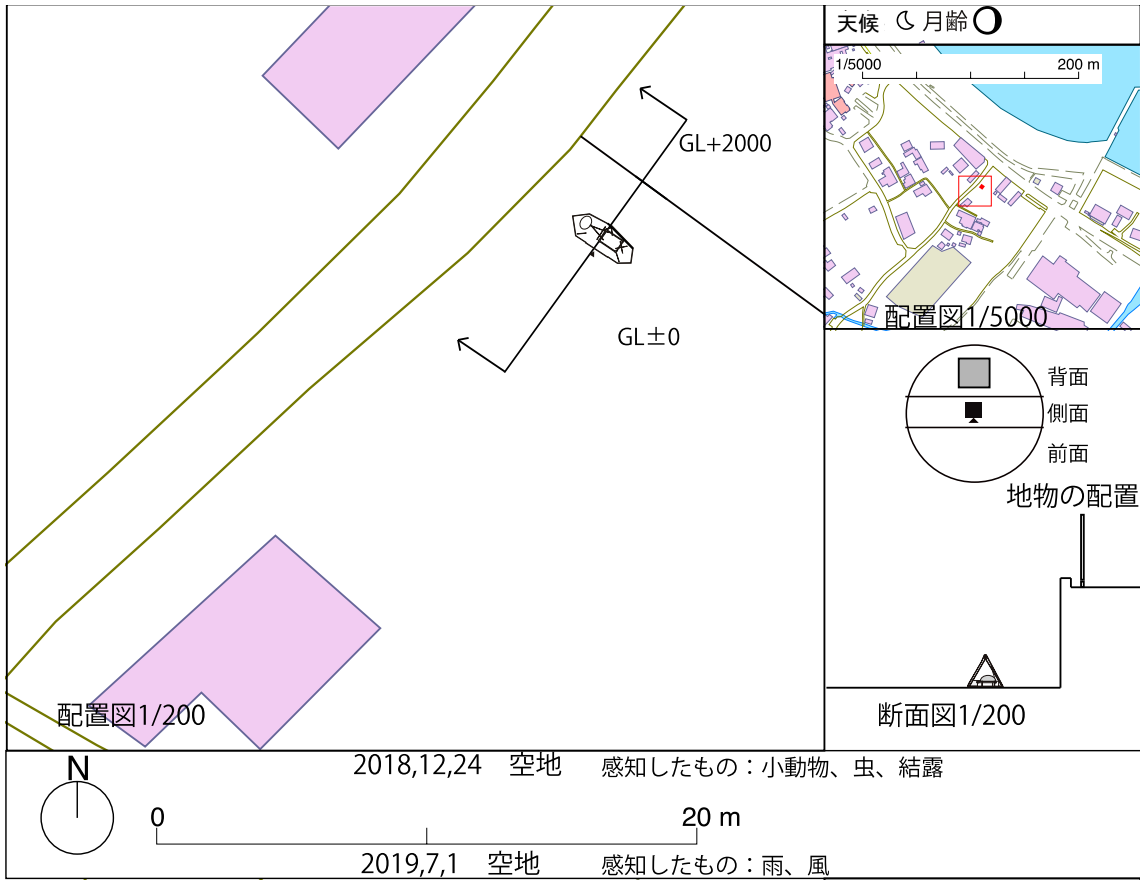 天候 月齢
1/5000 200 m
GL+2000
配置図1/5000
GL±0
背面
側面
前面
地物の配置
配置図1/200
断面図1/200
N
2018,12,24 空地 感知したもの：小動物、虫、結露
0 20 m
2019,7,1 空地 感知したもの：雨、風